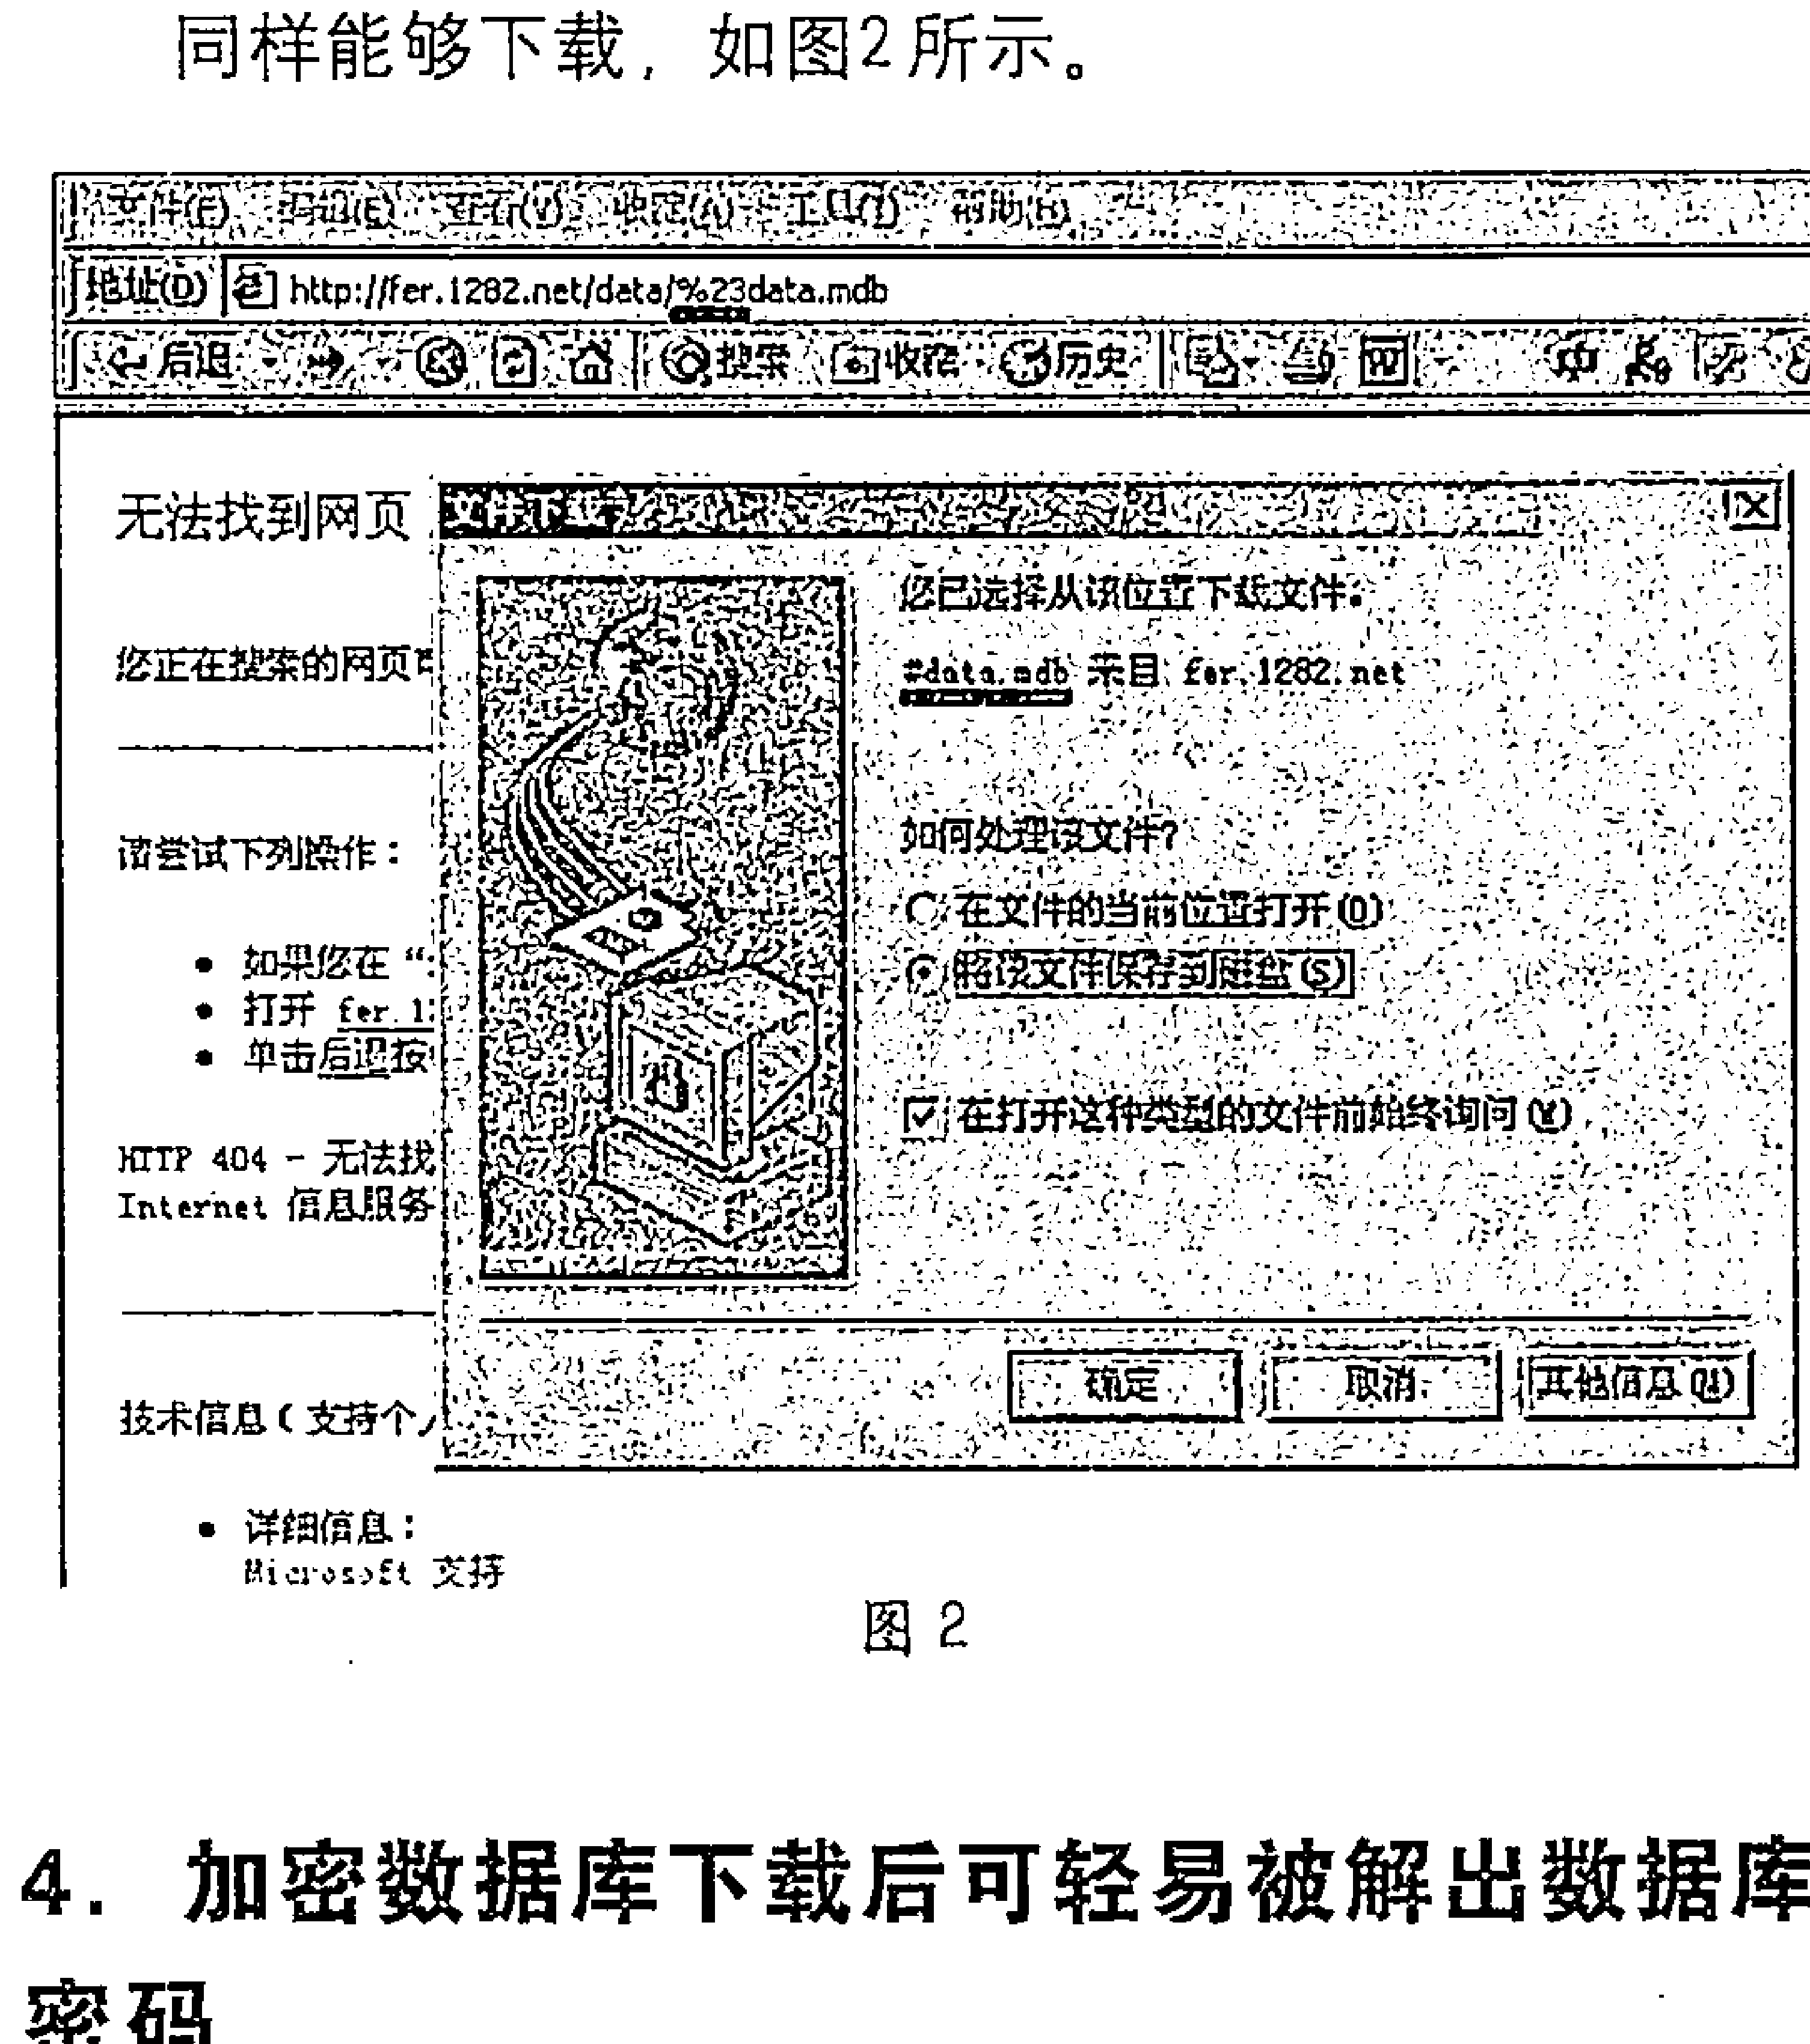 同样能够下载，如图2所示。
文件(F) 编辑(E) 查看(V) 收藏(A) 工具(T) 帮助(H)
地址(D) http://fer.1282.net/data/%23data.mdb
后退 搜索 收藏 历史
无法找到网页
文件下载
您已选择从该位置下载文件。
#data.mdb 来自 fer.1282.net
您正在搜索的网页
请尝试下列操作：
如何处理该文件?
在文件的当前位置打开(O)
将该文件保存到磁盘(S)
• 如果您在“
• 打开 fer.1
• 单击后退按
在打开这种类型的文件前始终询问(W)
HTTP 404 - 无法找
Internet 信息服务
确定 取消 其他信息(M)
技术信息(支持个
• 详细信息：
Microsoft 支持
图 2
4. 加密数据库下载后可轻易被解出数据库
密码